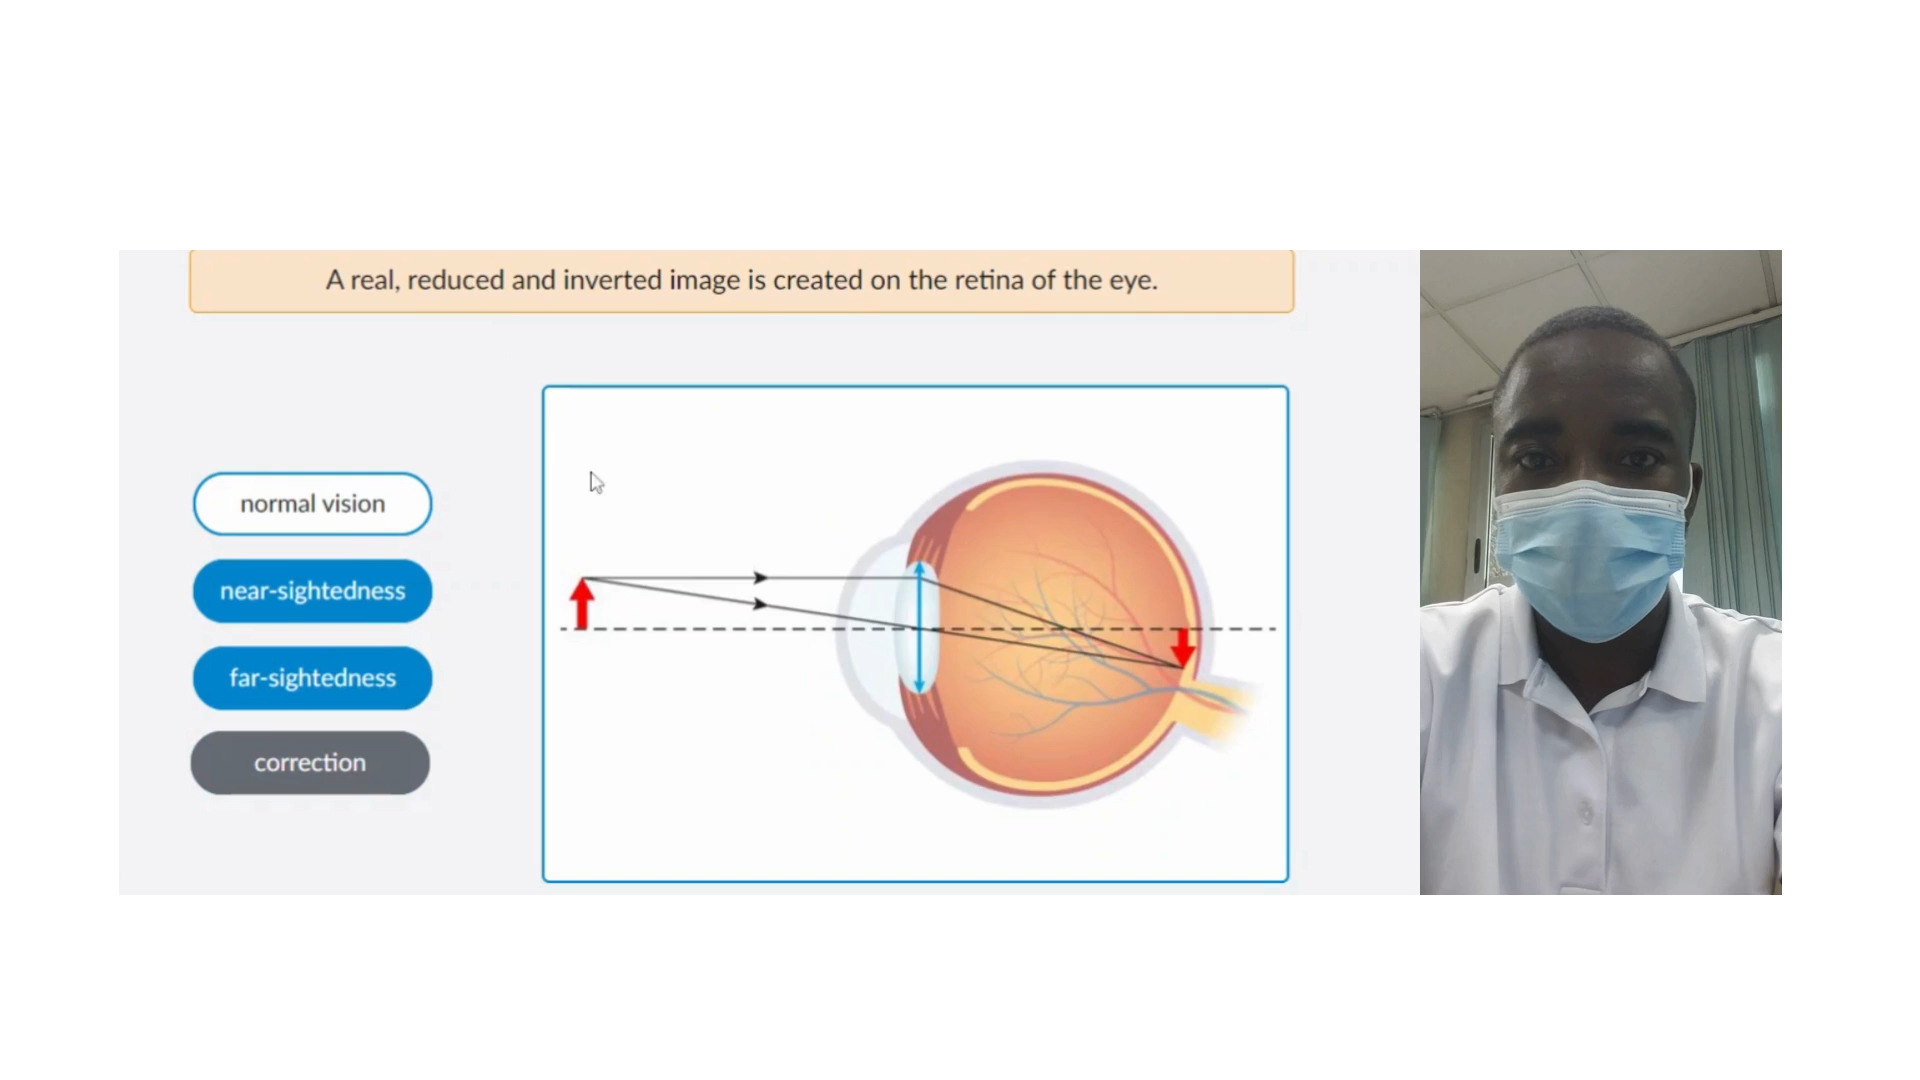 A real, reduced and inverted image is created on the retina of the eye.
normal vision
near-sightedness
far-sightedness
correction